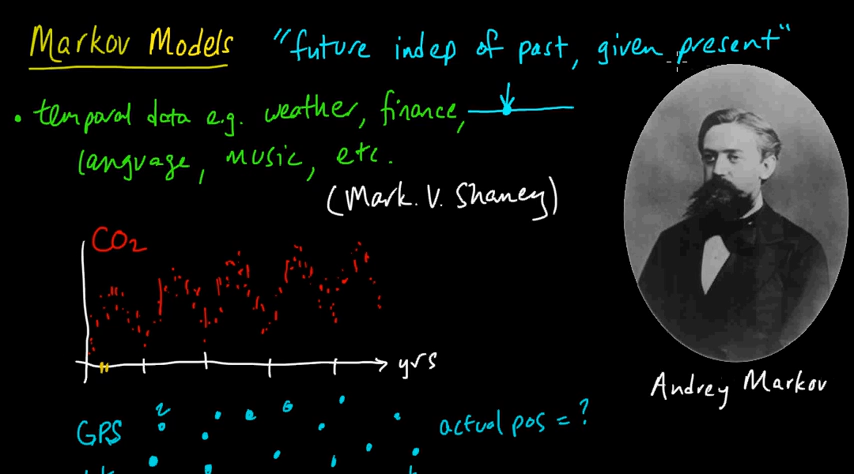 Markov Models "future indep of past, given present"
• temporal data e.g. weather, finance,
language, music, etc.
(Mark. V. Shaney)
CO2
yrs
Andrey Markov
GPS
actual pos = ?